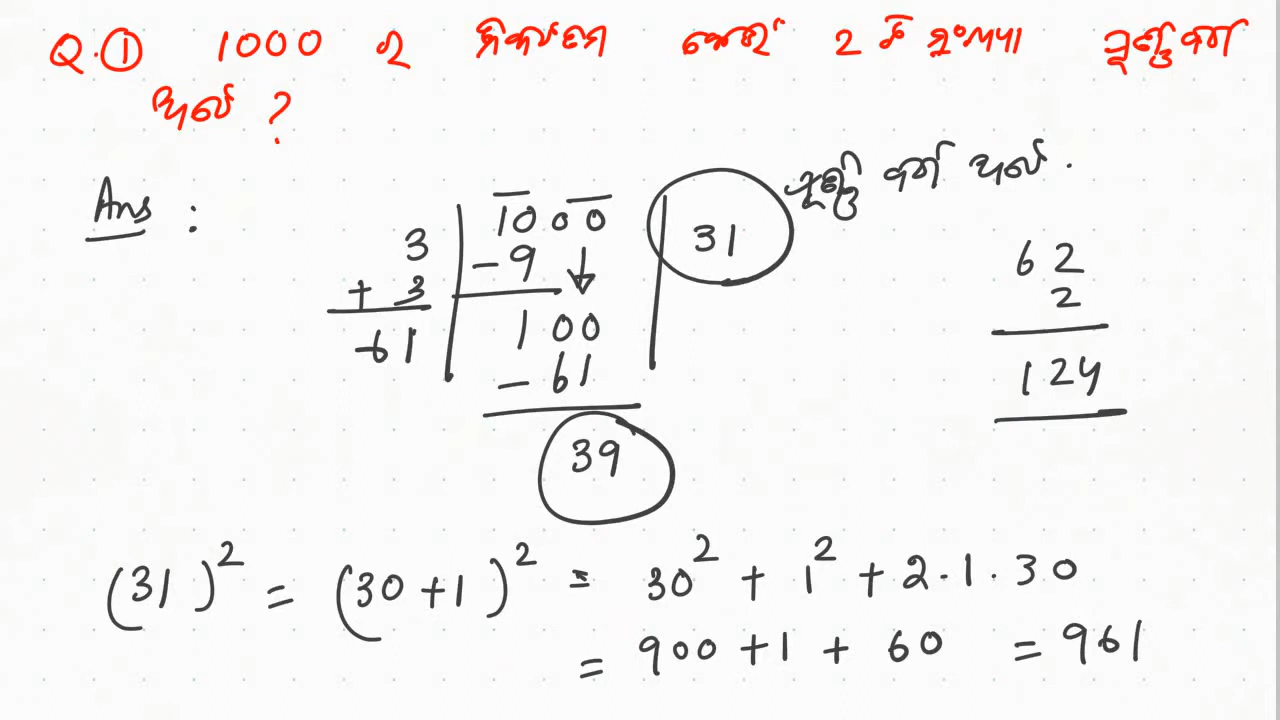 Q.① 1000 ର ନିକଟତମ କେଉଁ 2 ଟି ସଂଖ୍ୟା ପୂର୍ଣ୍ଣବର୍ଗ
ଅଟେ ?
Ans :
ପୂର୍ଣ୍ଣ ବର୍ଗ ଅଟେ .
3 | 1000 | 31
+ 3 | - 9
61 | 100
- 61
39
62
2
124
(31)² = (30+1)² = 30² + 1² + 2·1·30
= 900 + 1 + 60 = 961